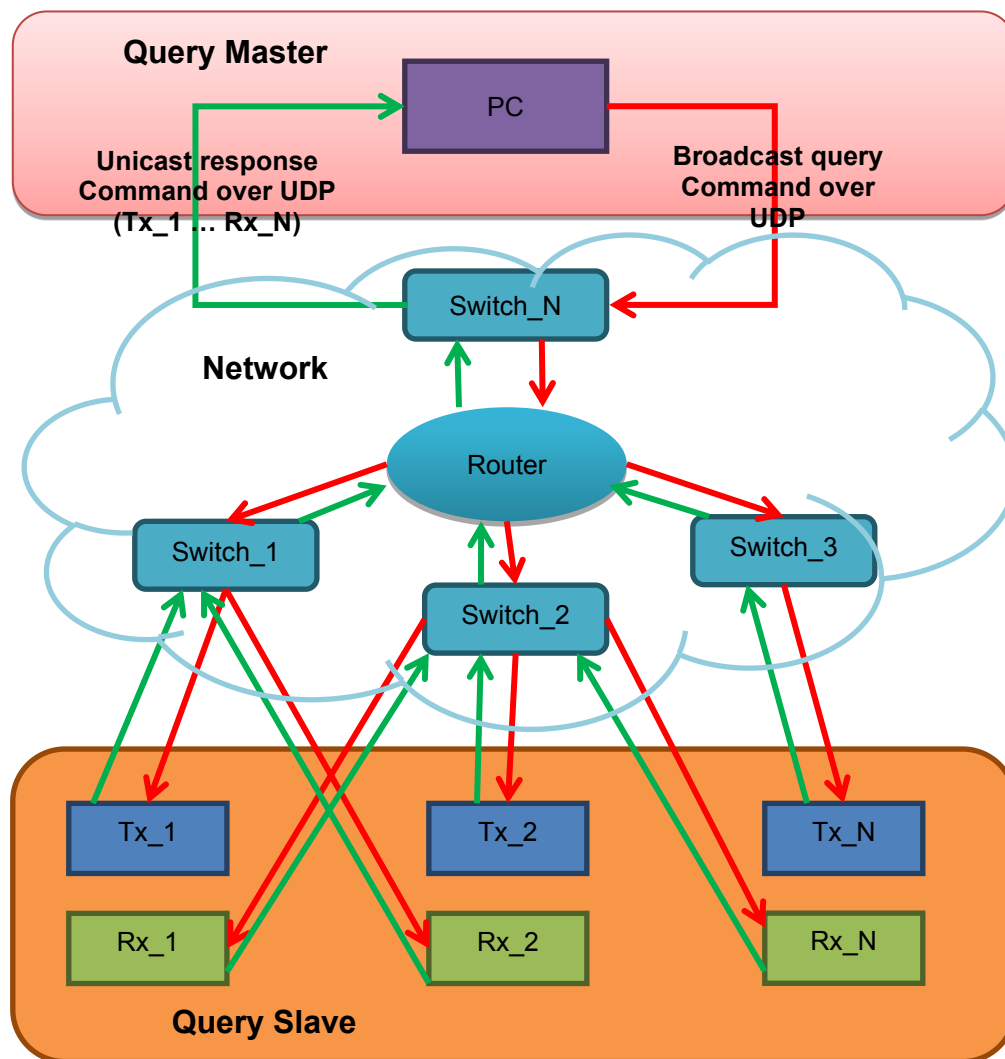 Query Master
PC
Unicast response
Command over UDP
(Tx_1 … Rx_N)
Broadcast query
Command over
UDP
Switch_N
Network
Router
Switch_1
Switch_3
Switch_2
Tx_1
Tx_2
Tx_N
Rx_1
Rx_2
Rx_N
Query Slave